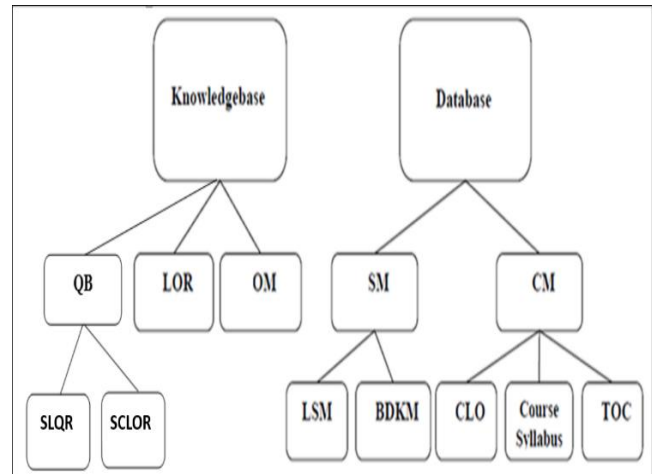 Knowledgebase
Database
QB
LOR
OM
SM
CM
SLQR
SCLOR
LSM
BDKM
CLO
Course
Syllabus
TOC